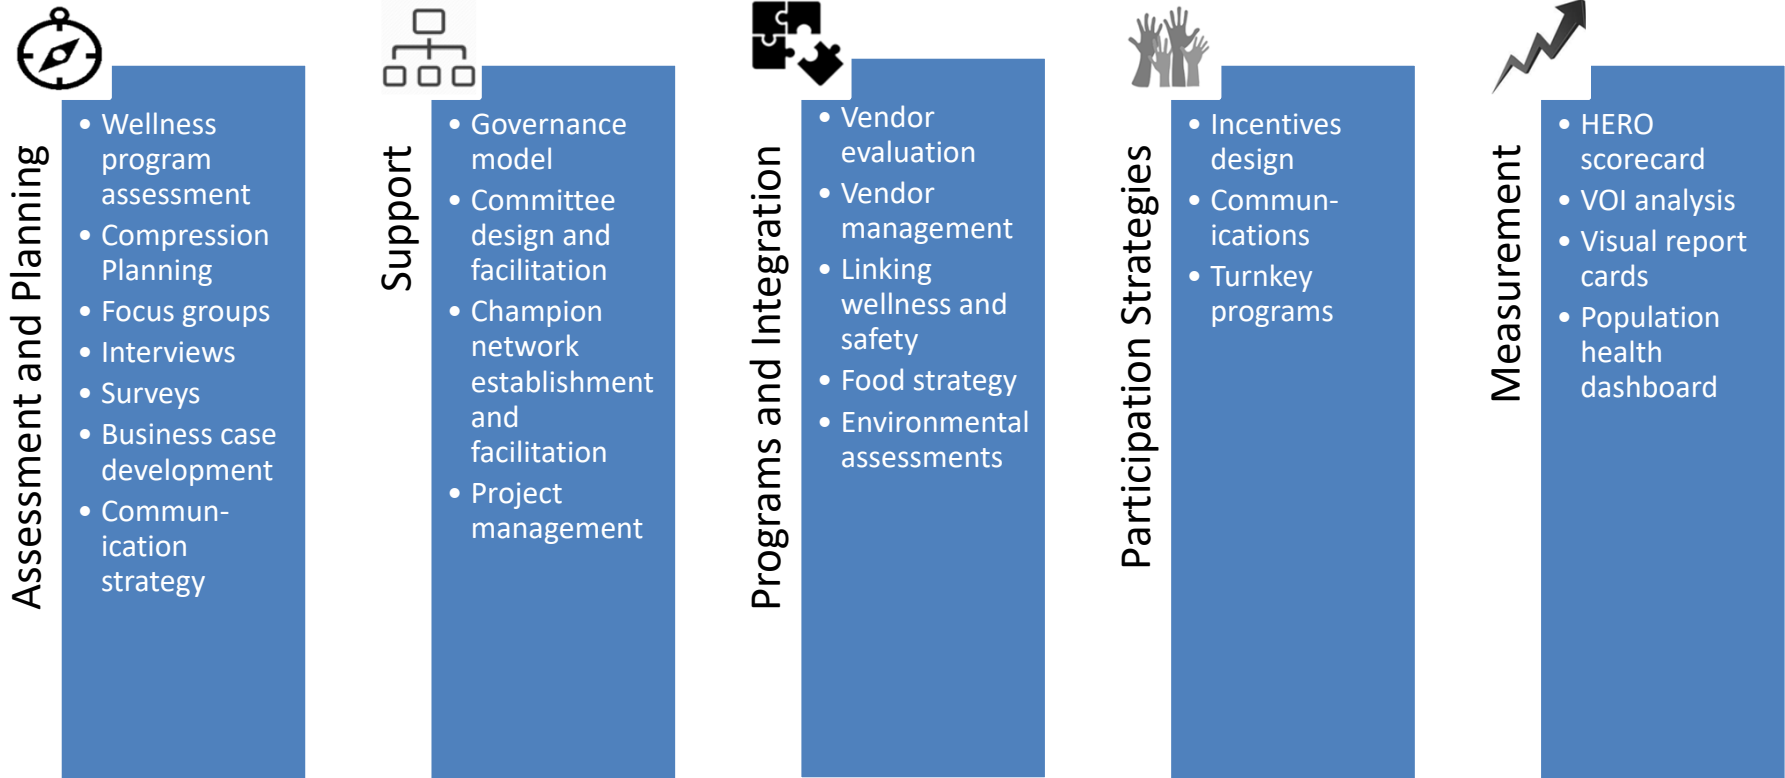 Assessment and Planning
• Wellness
program
assessment
• Compression
Planning
• Focus groups
• Interviews
• Surveys
• Business case
development
• Commun-
ication
strategy
Support
• Governance
model
• Committee
design and
facilitation
• Champion
network
establishment
and
facilitation
• Project
management
Programs and Integration
• Vendor
evaluation
• Vendor
management
• Linking
wellness and
safety
• Food strategy
• Environmental
assessments
Participation Strategies
• Incentives
design
• Commun-
ications
• Turnkey
programs
Measurement
• HERO
scorecard
• VOI analysis
• Visual report
cards
• Population
health
dashboard